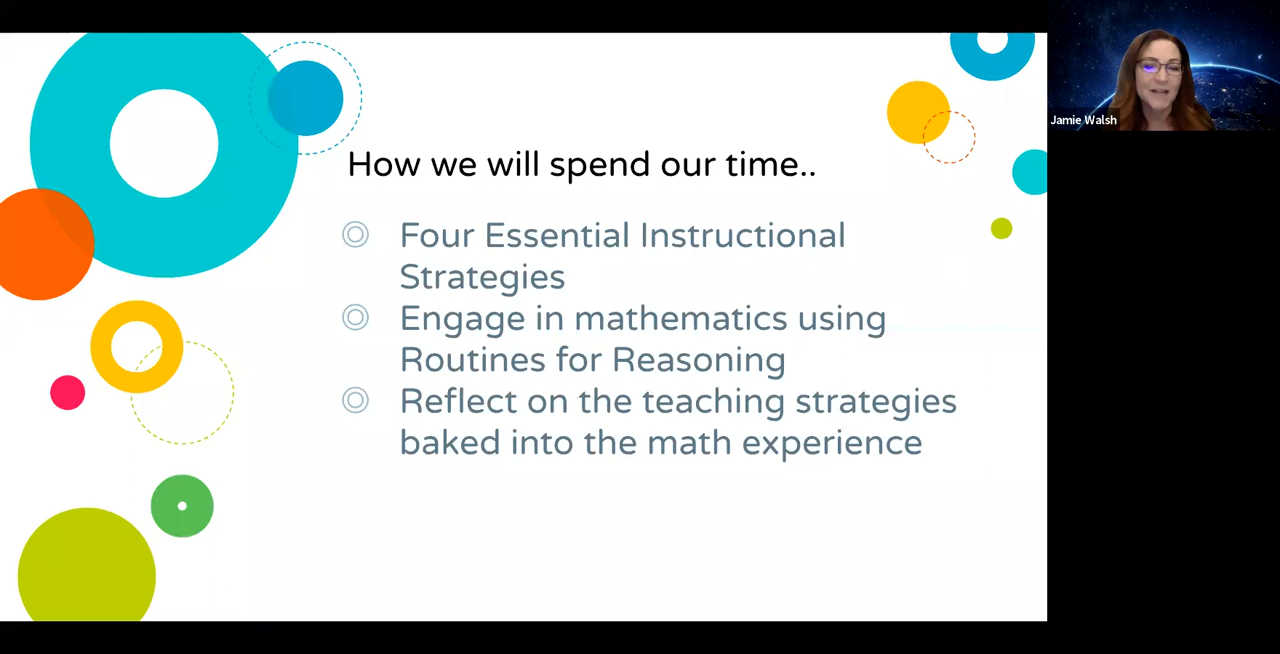 How we will spend our time..
Four Essential Instructional
Strategies
Engage in mathematics using
Routines for Reasoning
Reflect on the teaching strategies
baked into the math experience
Jamie Walsh